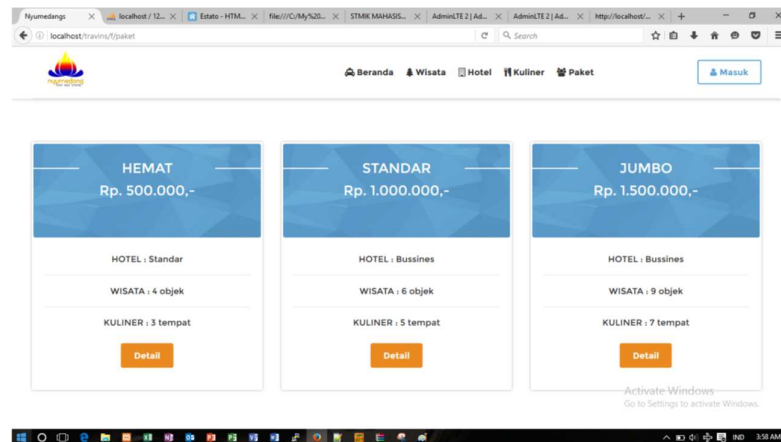 Nyumedangs
localhost / 12...
Estato - HTM...
file:///C:/My%20...
STMIK MAHASIS...
AdminLTE 2 | Ad...
AdminLTE 2 | Ad...
http://localhost/...
localhost/travins/f/paket
Search
nyumedang
Beranda
Wisata
Hotel
Kuliner
Paket
Masuk
HEMAT
Rp. 500.000,-
HOTEL : Standar
WISATA : 4 objek
KULINER : 3 tempat
Detail
STANDAR
Rp. 1.000.000,-
HOTEL : Bussines
WISATA : 6 objek
KULINER : 5 tempat
Detail
JUMBO
Rp. 1.500.000,-
HOTEL : Bussines
WISATA : 9 objek
KULINER : 7 tempat
Detail
Activate Windows
Go to Settings to activate Windows.
IND
3:58 AM